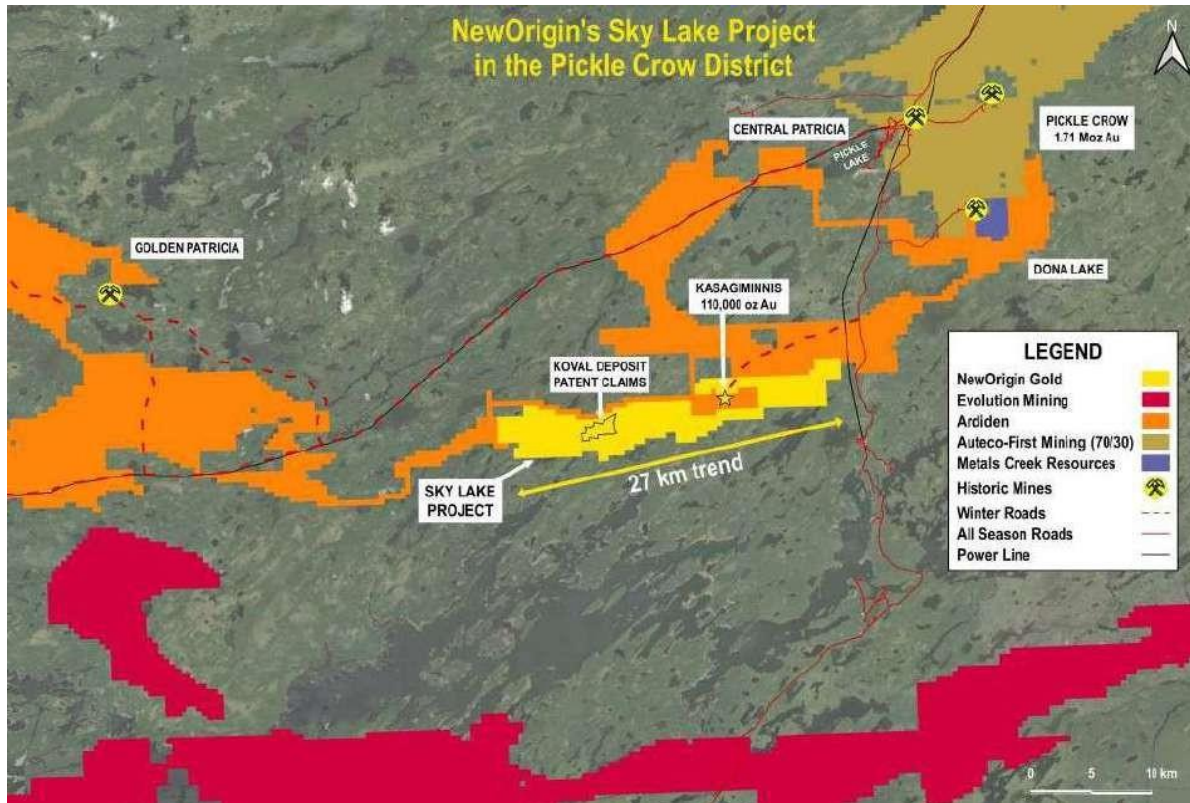 NewOrigin's Sky Lake Project
in the Pickle Crow District
N
CENTRAL PATRICIA
PICKLE
LAKE
PICKLE CROW
1.71 Moz Au
GOLDEN PATRICIA
DONA LAKE
KASAGIMINNIS
110,000 oz Au
KOVAL DEPOSIT
PATENT CLAIMS
SKY LAKE
PROJECT
27 km trend
LEGEND
NewOrigin Gold
Evolution Mining
Ardiden
Auteco-First Mining (70/30)
Metals Creek Resources
Historic Mines
Winter Roads
All Season Roads
Power Line
0 5 10 km